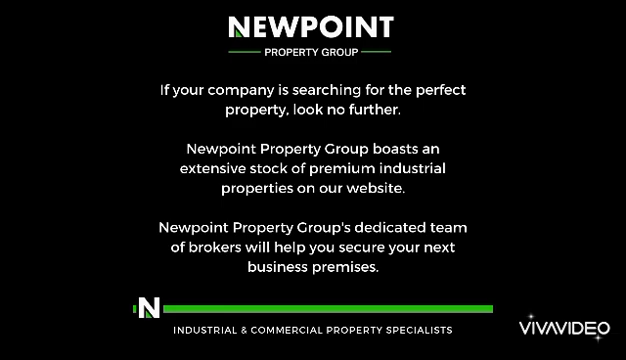 NEWPOINT
PROPERTY GROUP
If your company is searching for the perfect
property, look no further.
Newpoint Property Group boasts an
extensive stock of premium industrial
properties on our website.
Newpoint Property Group's dedicated team
of brokers will help you secure your next
business premises.
N
INDUSTRIAL & COMMERCIAL PROPERTY SPECIALISTS
VIVAVIDEO